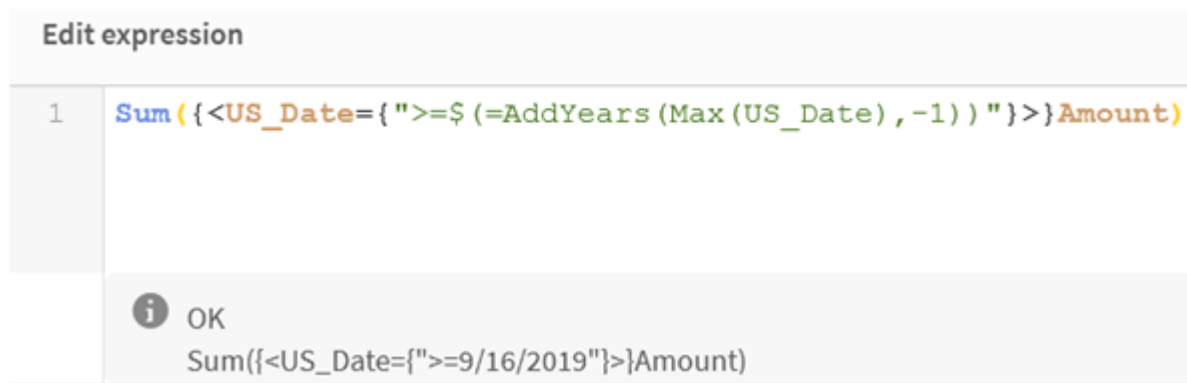 Edit expression
1 Sum({<US_Date={">=$(=AddYears(Max(US_Date),-1))"}>}Amount)
OK
Sum({<US_Date={">=9/16/2019"}>}Amount)